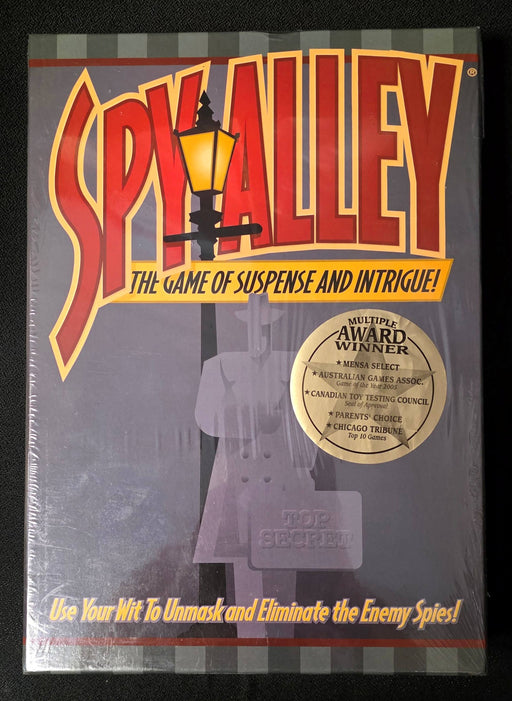 SPY ALLEY®
THE GAME OF SUSPENSE AND INTRIGUE!
MULTIPLE
AWARD
WINNER
★ MENSA SELECT
★ AUSTRALIAN GAMES ASSOC.
Game of the Year 2005
★ CANADIAN TOY TESTING COUNCIL
Seal of Aproval
★ PARENTS' CHOICE
★ CHICAGO TRIBUNE
Top 10 Games
TOP
SECRET
Use Your Wit To Unmask and Eliminate the Enemy Spies!